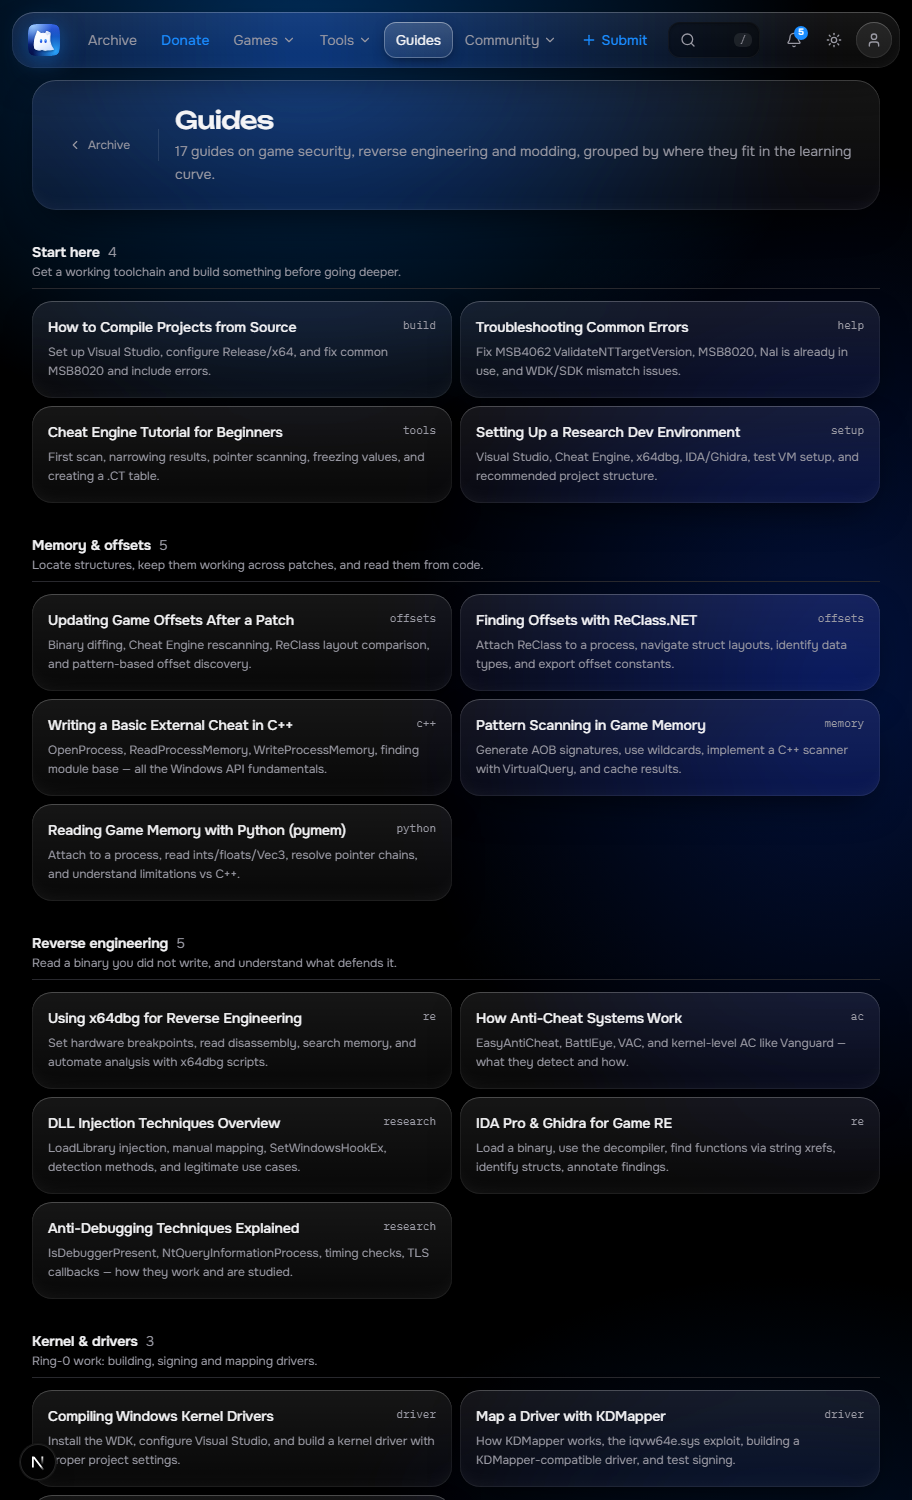 Archive Donate Games Tools Guides Community + Submit / 5
Archive
Guides
17 guides on game security, reverse engineering and modding, grouped by where they fit in the learning
curve.
Start here 4
Get a working toolchain and build something before going deeper.
How to Compile Projects from Source build
Set up Visual Studio, configure Release/x64, and fix common
MSB8020 and include errors.
Troubleshooting Common Errors help
Fix MSB4062 ValidateNTTargetVersion, MSB8020, Nal is already in
use, and WDK/SDK mismatch issues.
Cheat Engine Tutorial for Beginners tools
First scan, narrowing results, pointer scanning, freezing values, and
creating a .CT table.
Setting Up a Research Dev Environment setup
Visual Studio, Cheat Engine, x64dbg, IDA/Ghidra, test VM setup, and
recommended project structure.
Memory & offsets 5
Locate structures, keep them working across patches, and read them from code.
Updating Game Offsets After a Patch offsets
Binary diffing, Cheat Engine rescanning, ReClass layout comparison,
and pattern-based offset discovery.
Finding Offsets with ReClass.NET offsets
Attach ReClass to a process, navigate struct layouts, identify data
types, and export offset constants.
Writing a Basic External Cheat in C++ c++
OpenProcess, ReadProcessMemory, WriteProcessMemory, finding
module base — all the Windows API fundamentals.
Pattern Scanning in Game Memory memory
Generate AOB signatures, use wildcards, implement a C++ scanner
with VirtualQuery, and cache results.
Reading Game Memory with Python (pymem) python
Attach to a process, read ints/floats/Vec3, resolve pointer chains,
and understand limitations vs C++.
Reverse engineering 5
Read a binary you did not write, and understand what defends it.
Using x64dbg for Reverse Engineering re
Set hardware breakpoints, read disassembly, search memory, and
automate analysis with x64dbg scripts.
How Anti-Cheat Systems Work ac
EasyAntiCheat, BattlEye, VAC, and kernel-level AC like Vanguard —
what they detect and how.
DLL Injection Techniques Overview research
LoadLibrary injection, manual mapping, SetWindowsHookEx,
detection methods, and legitimate use cases.
IDA Pro & Ghidra for Game RE re
Load a binary, use the decompiler, find functions via string xrefs,
identify structs, annotate findings.
Anti-Debugging Techniques Explained research
IsDebuggerPresent, NtQueryInformationProcess, timing checks, TLS
callbacks — how they work and are studied.
Kernel & drivers 3
Ring-0 work: building, signing and mapping drivers.
Compiling Windows Kernel Drivers driver
Install the WDK, configure Visual Studio, and build a kernel driver with
proper project settings.
Map a Driver with KDMapper driver
How KDMapper works, the iqvw64e.sys exploit, building a
KDMapper-compatible driver, and test signing.
N